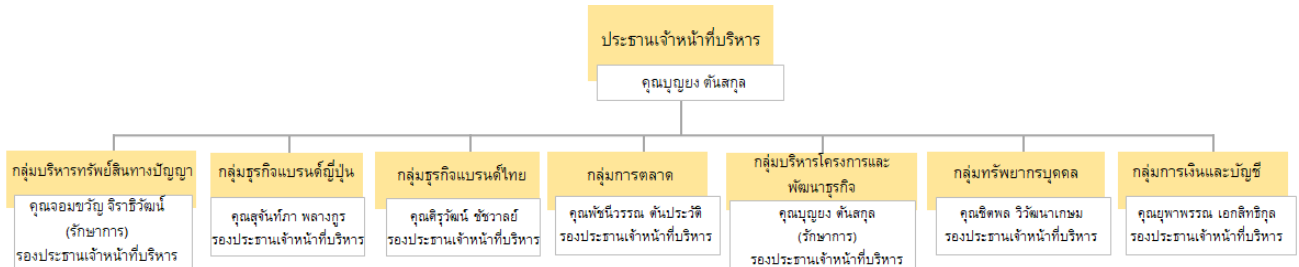 ประธานเจ้าหน้าที่บริหาร
คุณบุญยง ตันสกุล
กลุ่มบริหารทรัพย์สินทางปัญญา
คุณจอมขวัญ จิราธิวัฒน์
(รักษาการ)
รองประธานเจ้าหน้าที่บริหาร
กลุ่มธุรกิจแบรนด์ญี่ปุ่น
คุณสุจันท์ภา พลางกูร
รองประธานเจ้าหน้าที่บริหาร
กลุ่มธุรกิจแบรนด์ไทย
คุณศิรุวัฒน์ ชัชวาลย์
รองประธานเจ้าหน้าที่บริหาร
กลุ่มการตลาด
คุณพัชนีวรรณ ตันประวัติ
รองประธานเจ้าหน้าที่บริหาร
กลุ่มบริหารโครงการและ
พัฒนาธุรกิจ
คุณบุญยง ตันสกุล
(รักษาการ)
รองประธานเจ้าหน้าที่บริหาร
กลุ่มทรัพยากรบุคคล
คุณชิตพล วิวัฒนาเกษม
รองประธานเจ้าหน้าที่บริหาร
กลุ่มการเงินและบัญชี
คุณยุพาพรรณ เอกสิทธิกุล
รองประธานเจ้าหน้าที่บริหาร